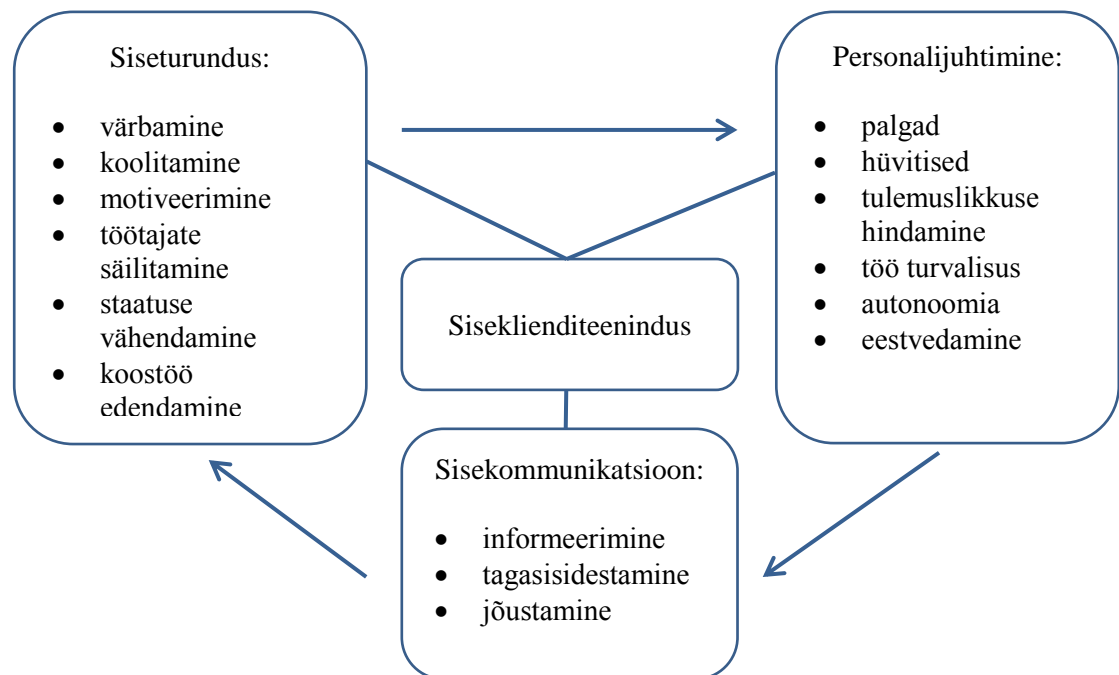 Siseturundus:
• värbamine
• koolitamine
• motiveerimine
• töötajate
säilitamine
• staatuse
vähendamine
• koostöö
edendamine
Personalijuhtimine:
• palgad
• hüvitised
• tulemuslikkuse
hindamine
• töö turvalisus
• autonoomia
• eestvedamine
Siseklienditeenindus
Sisekommunikatsioon:
• informeerimine
• tagasisidestamine
• jõustamine